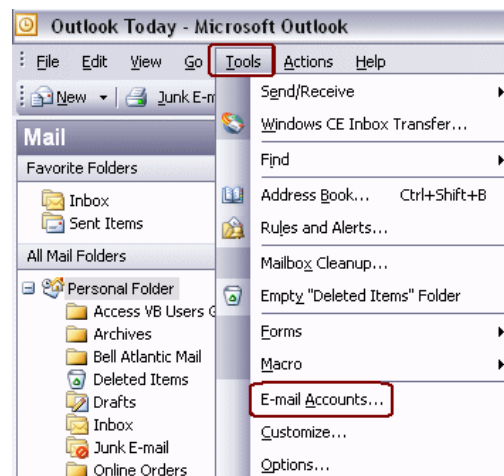 Outlook Today - Microsoft Outlook
File Edit View Go Tools Actions Help
New Junk E-m
Mail
Favorite Folders
Inbox
Sent Items
All Mail Folders
Personal Folder
Access VB Users G
Archives
Bell Atlantic Mail
Deleted Items
Drafts
Inbox
Junk E-mail
Online Orders
Send/Receive
Windows CE Inbox Transfer...
Find
Address Book... Ctrl+Shift+B
Rules and Alerts...
Mailbox Cleanup...
Empty "Deleted Items" Folder
Forms
Macro
E-mail Accounts...
Customize...
Options...